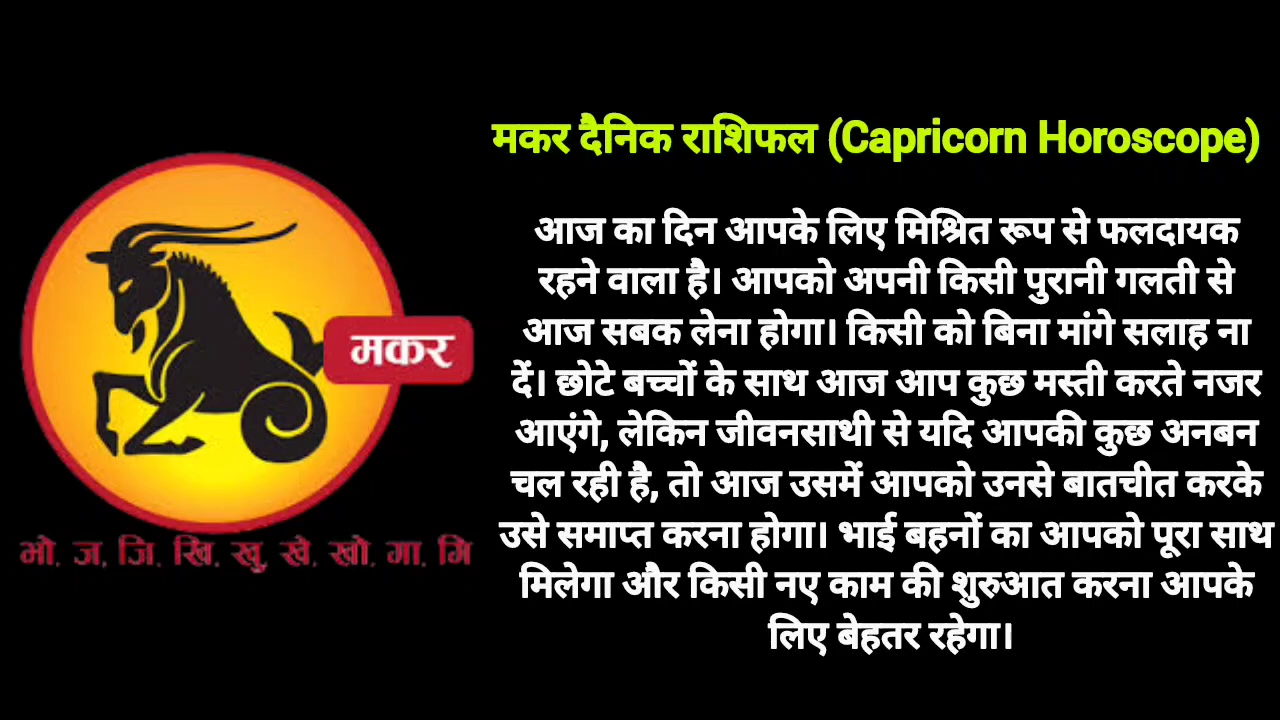 मकर दैनिक राशिफल (Capricorn Horoscope)
आज का दिन आपके लिए मिश्रित रूप से फलदायक
रहने वाला है। आपको अपनी किसी पुरानी गलती से
आज सबक लेना होगा। किसी को बिना मांगे सलाह ना
दें। छोटे बच्चों के साथ आज आप कुछ मस्ती करते नजर
आएंगे, लेकिन जीवनसाथी से यदि आपकी कुछ अनबन
चल रही है, तो आज उसमें आपको उनसे बातचीत करके
उसे समाप्त करना होगा। भाई बहनों का आपको पूरा साथ
मिलेगा और किसी नए काम की शुरुआत करना आपके
लिए बेहतर रहेगा।
मकर
भो. ज, जि. खि. खु, खे. खो. गा. गि